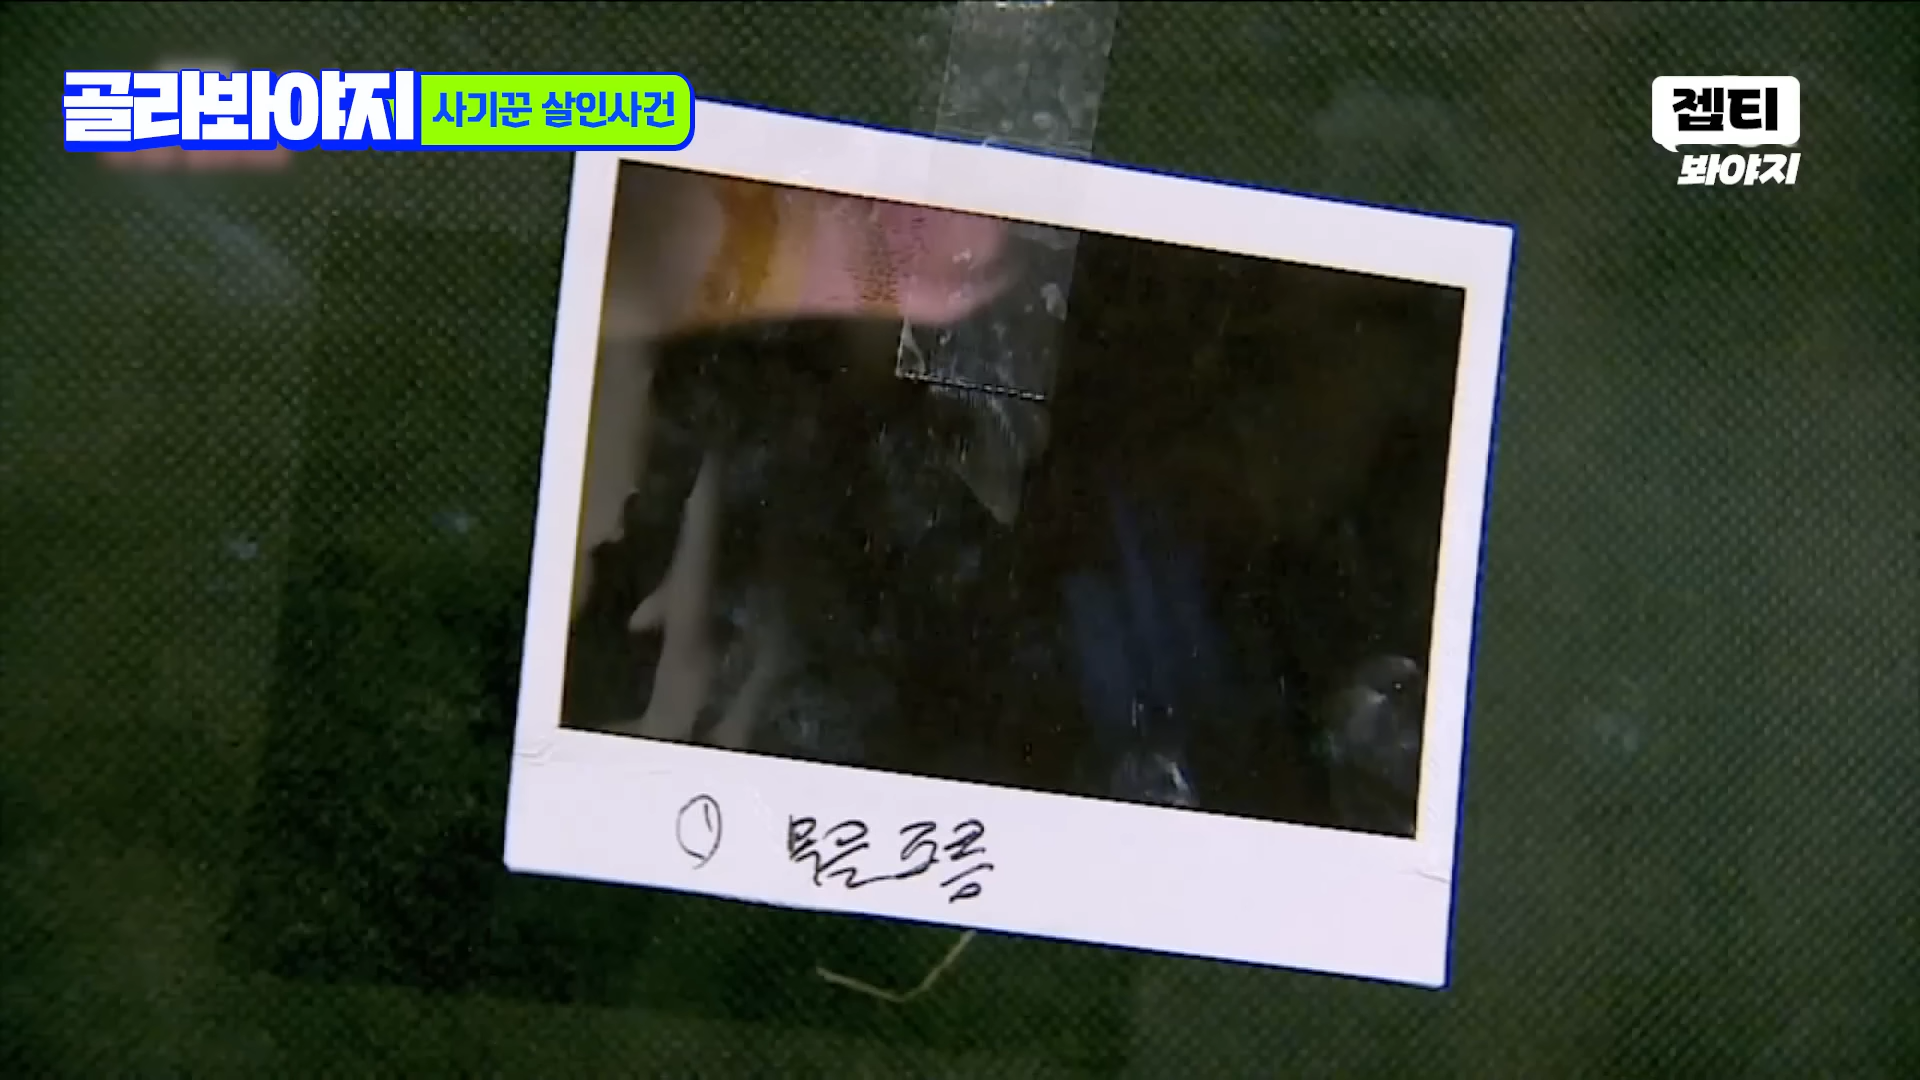 골라봐야지 사기꾼 살인사건
젭티
봐야지
① 목을 조름